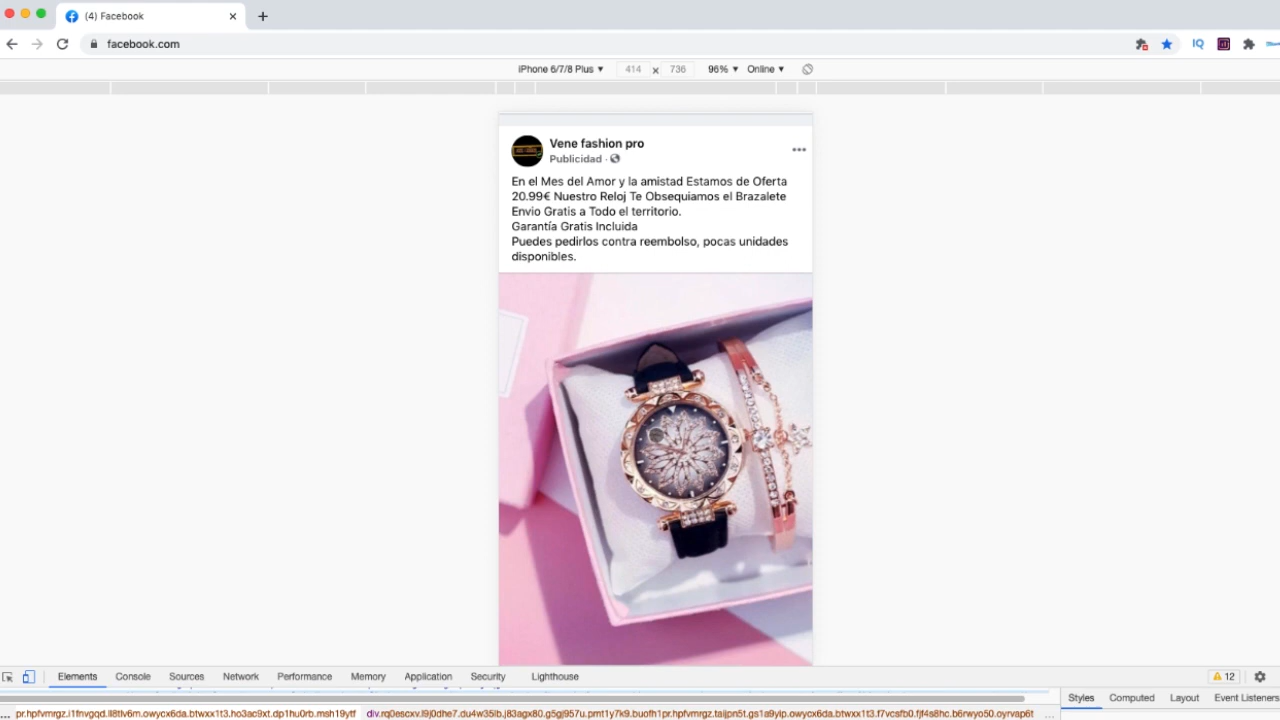 (4) Facebook
facebook.com
IQ
iPhone 6/7/8 Plus 414 x 736 96% Online
Vene fashion pro
Publicidad ·
En el Mes del Amor y la amistad Estamos de Oferta
20.99€ Nuestro Reloj Te Obsequiamos el Brazalete
Envio Gratis a Todo el territorio.
Garantía Gratis Incluida
Puedes pedirlos contra reembolso, pocas unidades
disponibles.
Elements Console Sources Network Performance Memory Application Security Lighthouse 12
Styles Computed Layout Event Listeners